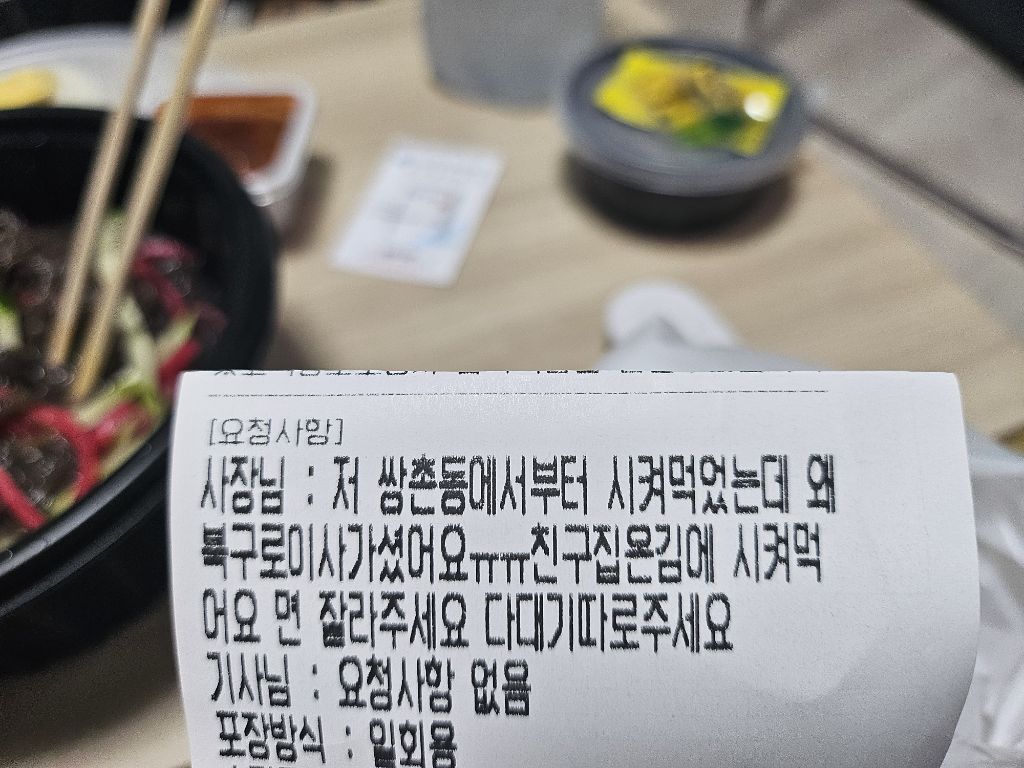 [요청사항]
사장님 : 저 쌍촌동에서부터 시켜먹었는데 왜
북구로이사가셨어요ㅠㅠ친구집온김에 시켜먹
어요 면 잘라주세요 다대기따로주세요
기사님 : 요청사항 없음
포장방식 : 일회용